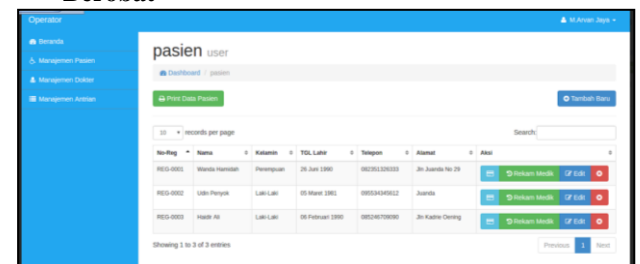 Berobat
Operator
M.Arvan Jaya
Beranda
Manajemen Pasien
Manajemen Dokter
Manajemen Antrian
pasien user
Dashboard / pasien
Print Data Pasien
Tambah Baru
10 records per page
Search:
No-Reg Nama Kelamin TGL Lahir Telepon Alamat Aksi
REG-0001 Wanda Hamidah Perempuan 26 Juni 1990 082351326333 Jln Juanda No 29 Rekam Medik Edit
REG-0002 Udin Penyok Laki-Laki 05 Maret 1981 085534345612 Juanda Rekam Medik Edit
REG-0003 Hadir Ali Laki-Laki 06 Februari 1990 085246709090 Jln Kadrie Oening Rekam Medik Edit
Showing 1 to 3 of 3 entries
Previous 1 Next